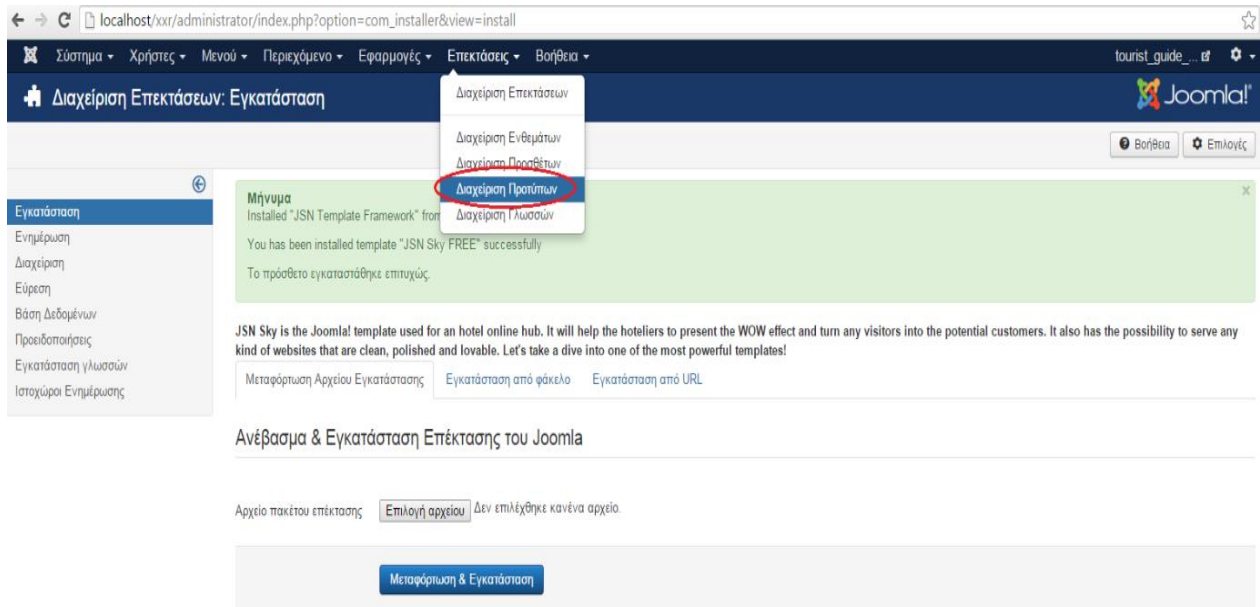 localhost/xxr/administrator/index.php?option=com_installer&view=install
Σύστημα Χρήστες Μενού Περιεχόμενο Εφαρμογές Επεκτάσεις Βοήθεια tourist_guide_...
Διαχείριση Επεκτάσεων: Εγκατάσταση
Joomla!
Διαχείριση Επεκτάσεων
Διαχείριση Ενθεμάτων
Διαχείριση Προσθέτων
Διαχείριση Προτύπων
Διαχείριση Γλωσσών
Βοήθεια Επιλογές
Εγκατάσταση
Ενημέρωση
Διαχείριση
Εύρεση
Βάση Δεδομένων
Προειδοποιήσεις
Εγκατάσταση γλωσσών
Ιστοχώροι Ενημέρωσης
Μήνυμα
Installed "JSN Template Framework" from
You has been installed template "JSN Sky FREE" successfully
Το πρόσθετο εγκαταστάθηκε επιτυχώς.
JSN Sky is the Joomla! template used for an hotel online hub. It will help the hoteliers to present the WOW effect and turn any visitors into the potential customers. It also has the possibility to serve any
kind of websites that are clean, polished and lovable. Let's take a dive into one of the most powerful templates!
Μεταφόρτωση Αρχείου Εγκατάστασης Εγκατάσταση από φάκελο Εγκατάσταση από URL
Ανέβασμα & Εγκατάσταση Επέκτασης του Joomla
Αρχείο πακέτου επέκτασης Επιλογή αρχείου Δεν επιλέχθηκε κανένα αρχείο.
Μεταφόρτωση & Εγκατάσταση